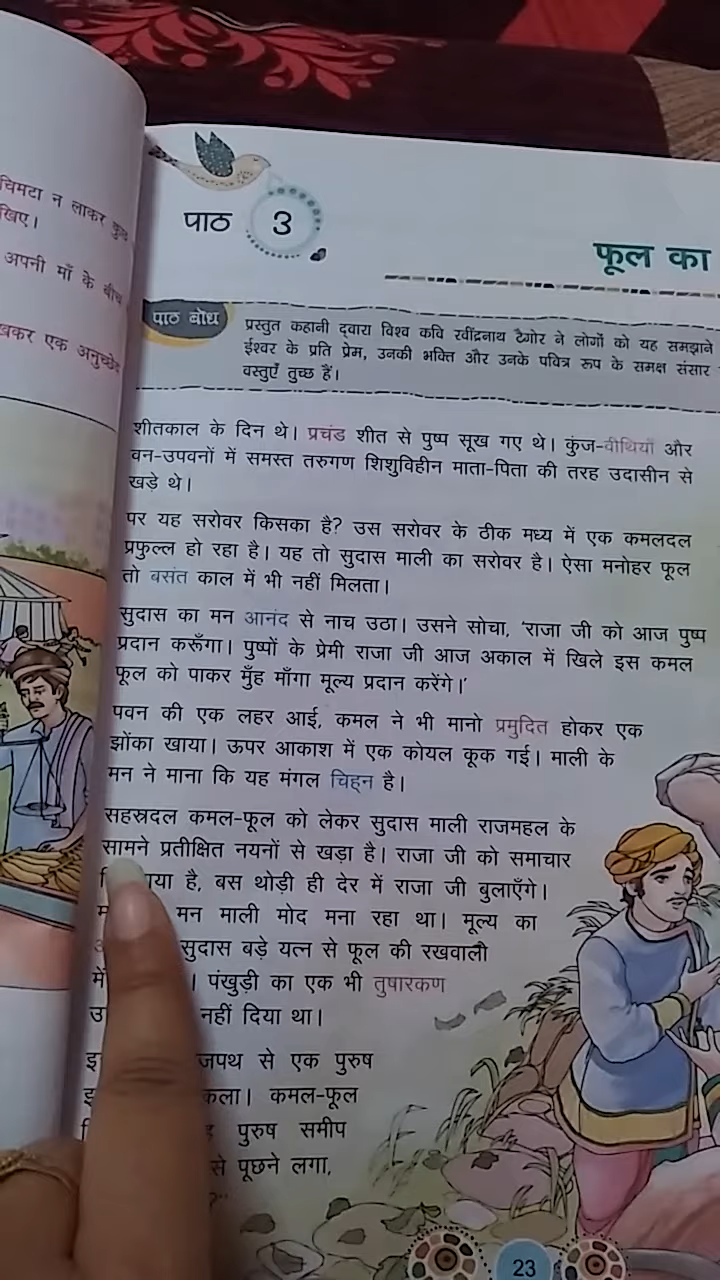 चिमटा न लाकर कुछ
खिए।
अपनी माँ के बीच
खकर एक अनुच्छेद
पाठ 3
फूल का
पाठ बोध
प्रस्तुत कहानी द्वारा विश्व कवि रवींद्रनाथ टैगोर ने लोगों को यह समझाने
ईश्वर के प्रति प्रेम, उनकी भक्ति और उनके पवित्र रूप के समक्ष संसार
वस्तुएँ तुच्छ हैं।
शीतकाल के दिन थे। प्रचंड शीत से पुष्प सूख गए थे। कुंज-वीथियों और
वन-उपवनों में समस्त तरुगण शिशुविहीन माता-पिता की तरह उदासीन से
खड़े थे।
पर यह सरोवर किसका है? उस सरोवर के ठीक मध्य में एक कमलदल
प्रफुल्ल हो रहा है। यह तो सुदास माली का सरोवर है। ऐसा मनोहर फूल
तो बसंत काल में भी नहीं मिलता।
सुदास का मन आनंद से नाच उठा। उसने सोचा, ‘राजा जी को आज पुष्प
प्रदान करूँगा। पुष्पों के प्रेमी राजा जी आज अकाल में खिले इस कमल
फूल को पाकर मुँह माँगा मूल्य प्रदान करेंगे।’
पवन की एक लहर आई, कमल ने भी मानो प्रमुदित होकर एक
झोंका खाया। ऊपर आकाश में एक कोयल कूक गई। माली के
मन ने माना कि यह मंगल चिह्न है।
सहस्रदल कमल-फूल को लेकर सुदास माली राजमहल के
सामने प्रतीक्षित नयनों से खड़ा है। राजा जी को समाचार
गया है, बस थोड़ी ही देर में राजा जी बुलाएँगे।
मन माली मोद मना रहा था। मूल्य का
सुदास बड़े यत्न से फूल की रखवाली
में । पंखुड़ी का एक भी तुषारकण
नहीं दिया था।
जपथ से एक पुरुष
कला। कमल-फूल
पुरुष समीप
से पूछने लगा,
?"
23